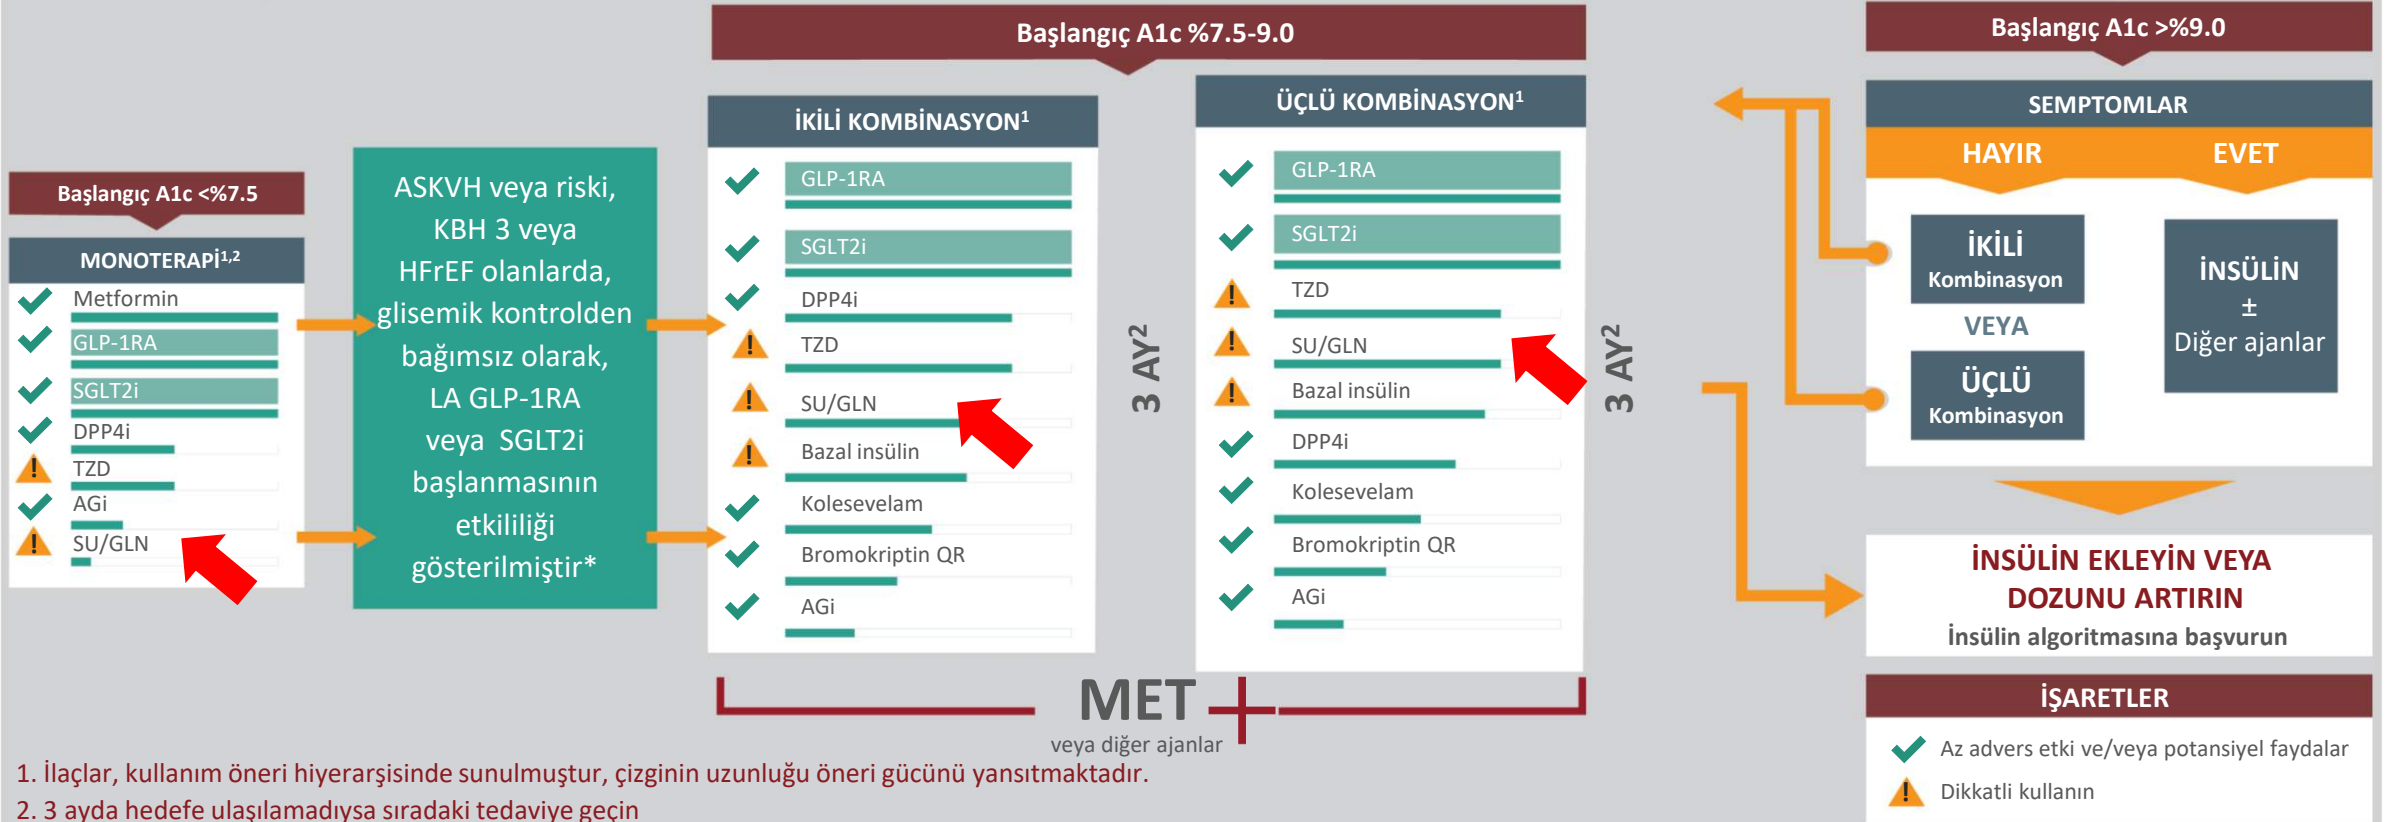 Başlangıç A1c <%7.5
MONOTERAPİ1,2
Metformin
GLP-1RA
SGLT2i
DPP4i
TZD
AGi
SU/GLN
ASKVH veya riski,
KBH 3 veya
HFrEF olanlarda,
glisemik kontrolden
bağımsız olarak,
LA GLP-1RA
veya SGLT2i
başlanmasının
etkililiği
gösterilmiştir*
Başlangıç A1c %7.5-9.0
İKİLİ KOMBİNASYON1
GLP-1RA
SGLT2i
DPP4i
TZD
SU/GLN
Bazal insülin
Kolesevelam
Bromokriptin QR
AGi
3 AY2
ÜÇLÜ KOMBİNASYON1
GLP-1RA
SGLT2i
TZD
SU/GLN
Bazal insülin
DPP4i
Kolesevelam
Bromokriptin QR
AGi
3 AY2
MET
veya diğer ajanlar
Başlangıç A1c >%9.0
SEMPTOMLAR
HAYIR
EVET
İKİLİ
Kombinasyon
VEYA
ÜÇLÜ
Kombinasyon
İNSÜLİN
±
Diğer ajanlar
İNSÜLİN EKLEYİN VEYA
DOZUNU ARTIRIN
İnsülin algoritmasına başvurun
İŞARETLER
Az advers etki ve/veya potansiyel faydalar
Dikkatli kullanın
1. İlaçlar, kullanım öneri hiyerarşisinde sunulmuştur, çizginin uzunluğu öneri gücünü yansıtmaktadır.
2. 3 ayda hedefe ulaşılamadıysa sıradaki tedaviye geçin